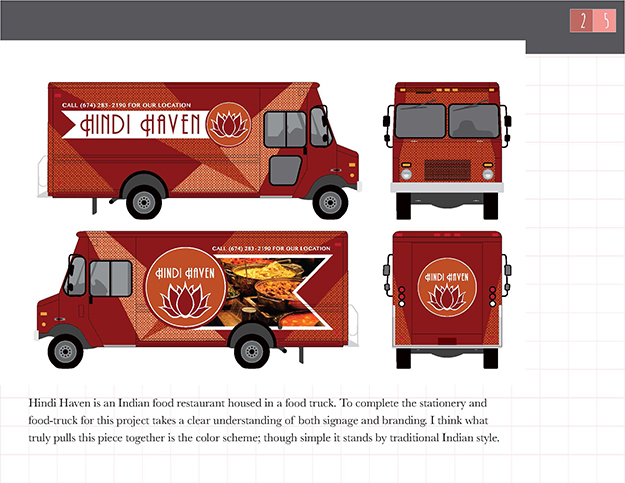 2 5
CALL (674) 283-2190 FOR OUR LOCATION
HINDI HAVEN
CALL (674) 283-2190 FOR OUR LOCATION
HINDI HAVEN
HINDI HAVEN
Hindi Haven is an Indian food restaurant housed in a food truck. To complete the stationery and
food-truck for this project takes a clear understanding of both signage and branding. I think what
truly pulls this piece together is the color scheme; though simple it stands by traditional Indian style.